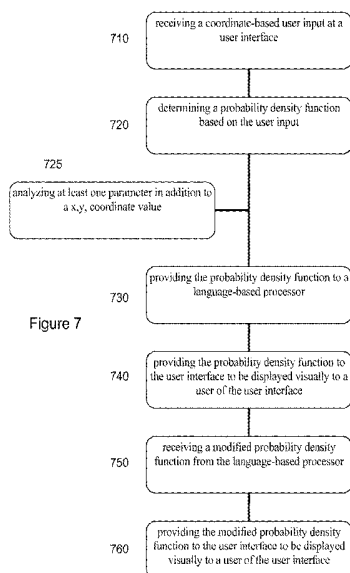 710
receiving a coordinate-based user input at a
user interface
720
determining a probability density function
based on the user input
725
analyzing at least one parameter in addition to
a x,y, coordinate value
730
providing the probability density function to a
language-based processor
Figure 7
740
providing the probability density function to
the user interface to be displayed visually to a
user of the user interface
750
receiving a modified probability density
function from the language-based processor
760
providing the modified probability density
function to the user interface to be displayed
visually to a user of the user interface